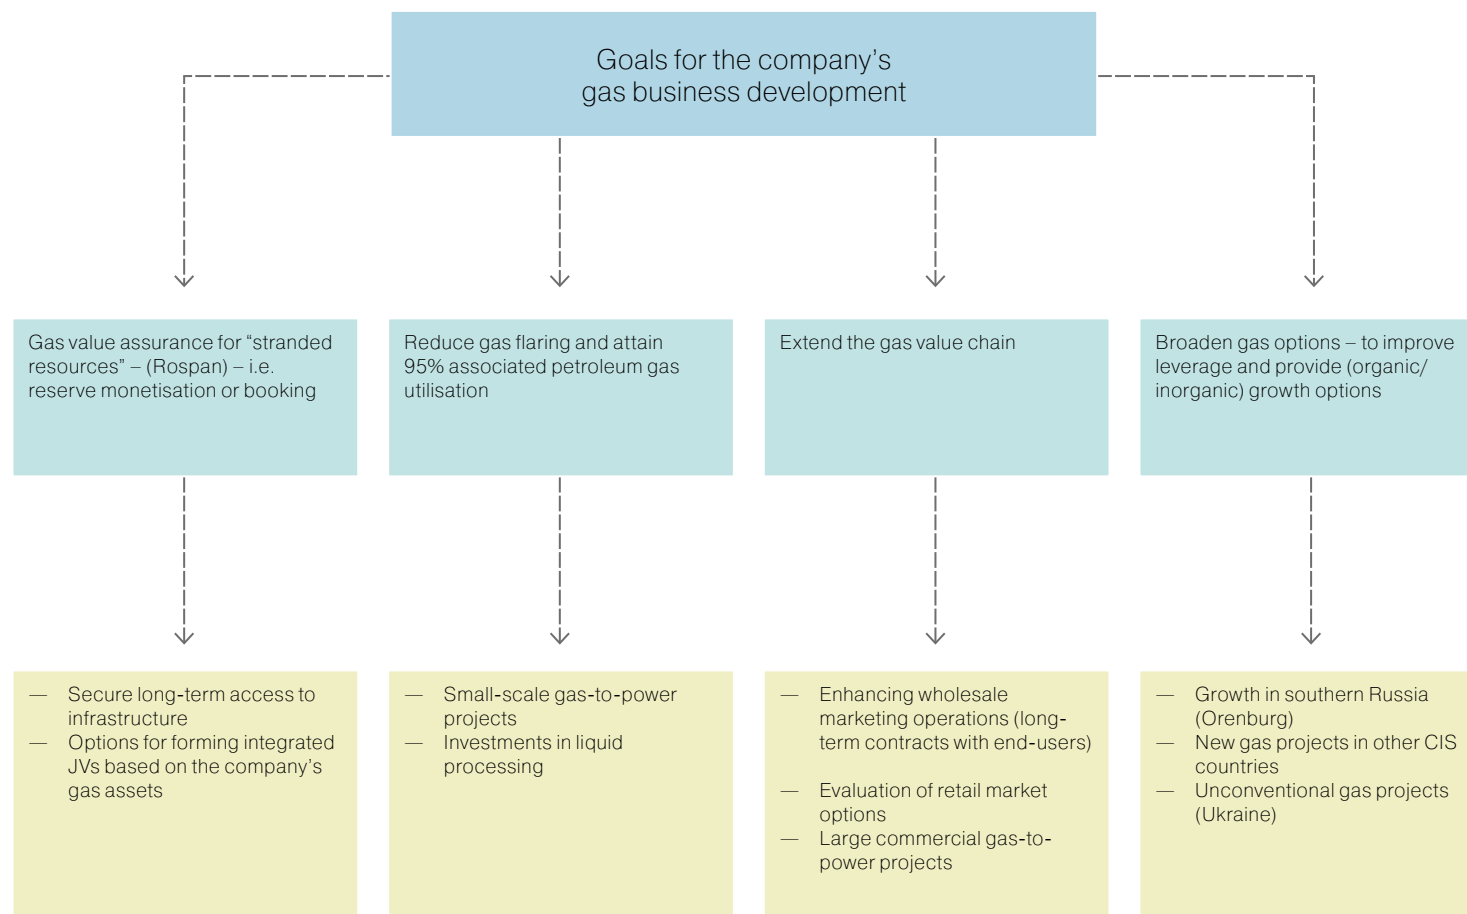 Goals for the company’s
gas business development
Gas value assurance for “stranded
resources” – (Rospan) – i.e.
reserve monetisation or booking
Reduce gas flaring and attain
95% associated petroleum gas
utilisation
Extend the gas value chain
Broaden gas options – to improve
leverage and provide (organic/
inorganic) growth options
— Secure long-term access to
infrastructure
— Options for forming integrated
JVs based on the company’s
gas assets
— Small-scale gas-to-power
projects
— Investments in liquid
processing
— Enhancing wholesale
marketing operations (long-
term contracts with end-users)
— Evaluation of retail market
options
— Large commercial gas-to-
power projects
— Growth in southern Russia
(Orenburg)
— New gas projects in other CIS
countries
— Unconventional gas projects
(Ukraine)